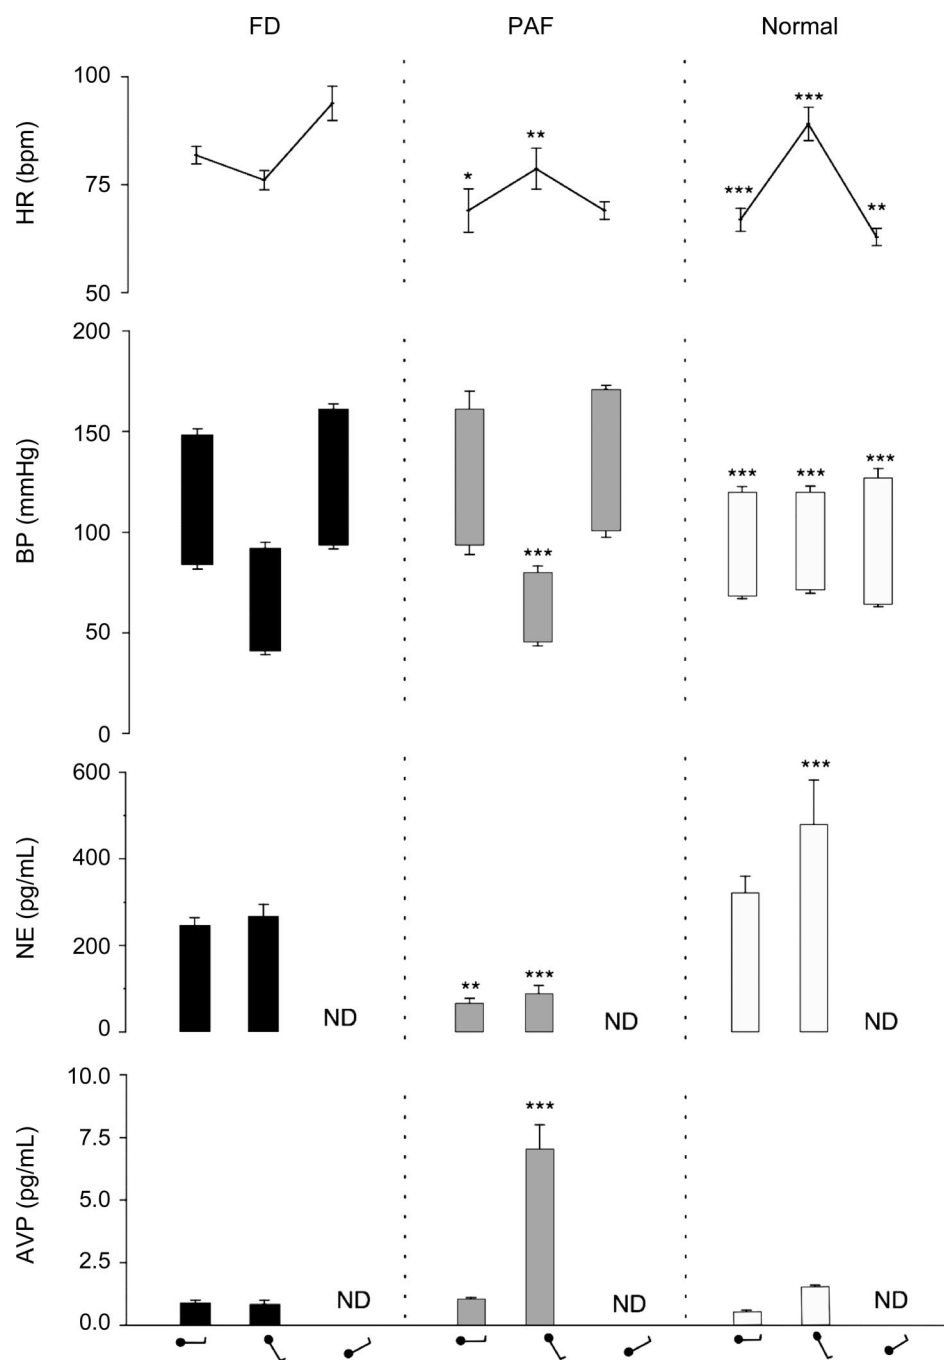 FD PAF Normal
HR (bpm)
100
75
50
* ** *** *** **
BP (mmHg)
200
150
100
50
0
*** *** *** ***
NE (pg/mL)
600
400
200
0
ND ** *** ND *** ND
AVP (pg/mL)
10.0
7.5
5.0
2.5
0.0
ND *** ND ND